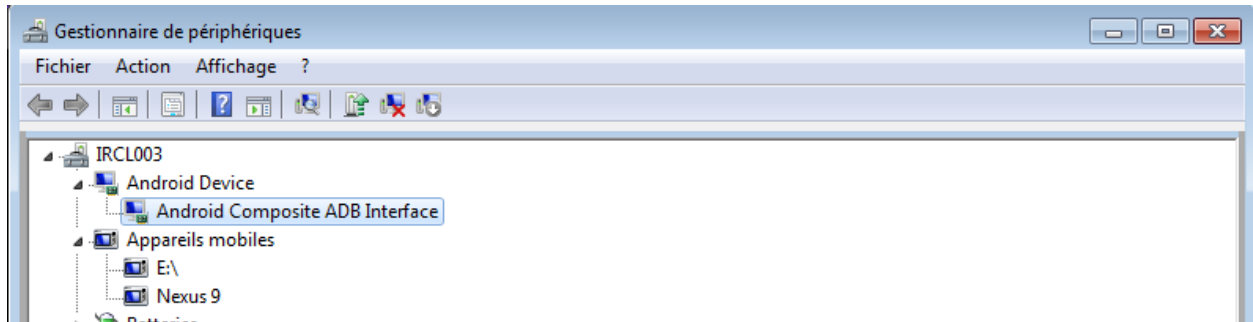 Gestionnaire de périphériques
Fichier Action Affichage ?
IRCL003
Android Device
Android Composite ADB Interface
Appareils mobiles
E:\
Nexus 9